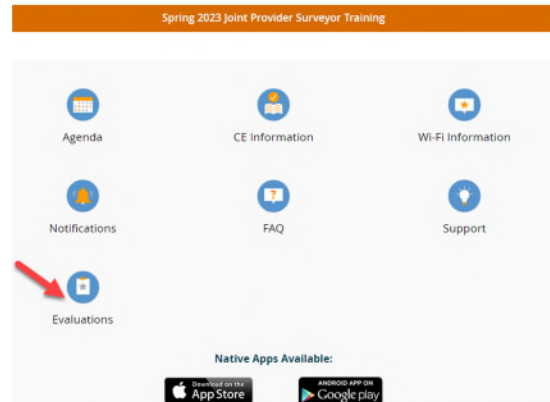 Spring 2023 Joint Provider Surveyor Training
Agenda
CE Information
Wi-Fi Information
Notifications
FAQ
Support
Evaluations
Native Apps Available:
Download on the
App Store
ANDROID APP ON
Google play